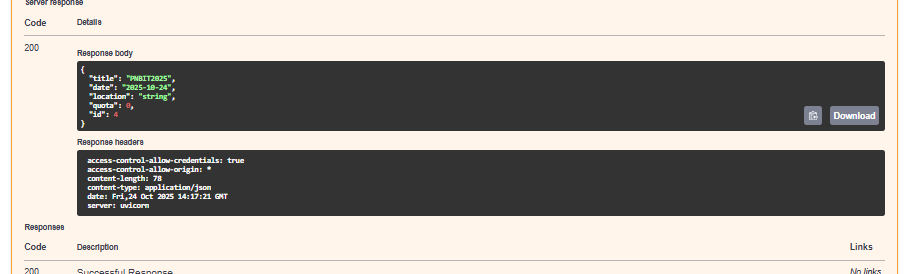 Server response
Code Details
200
Response body
{
"title": "PNBIT2025",
"date": "2025-10-24",
"location": "string",
"quota": 0,
"id": 4
}
Download
Response headers
access-control-allow-credentials: true
access-control-allow-origin: *
content-length: 78
content-type: application/json
date: Fri,24 Oct 2025 14:17:21 GMT
server: uvicorn
Responses
Code Description Links
200 Successful Response No links